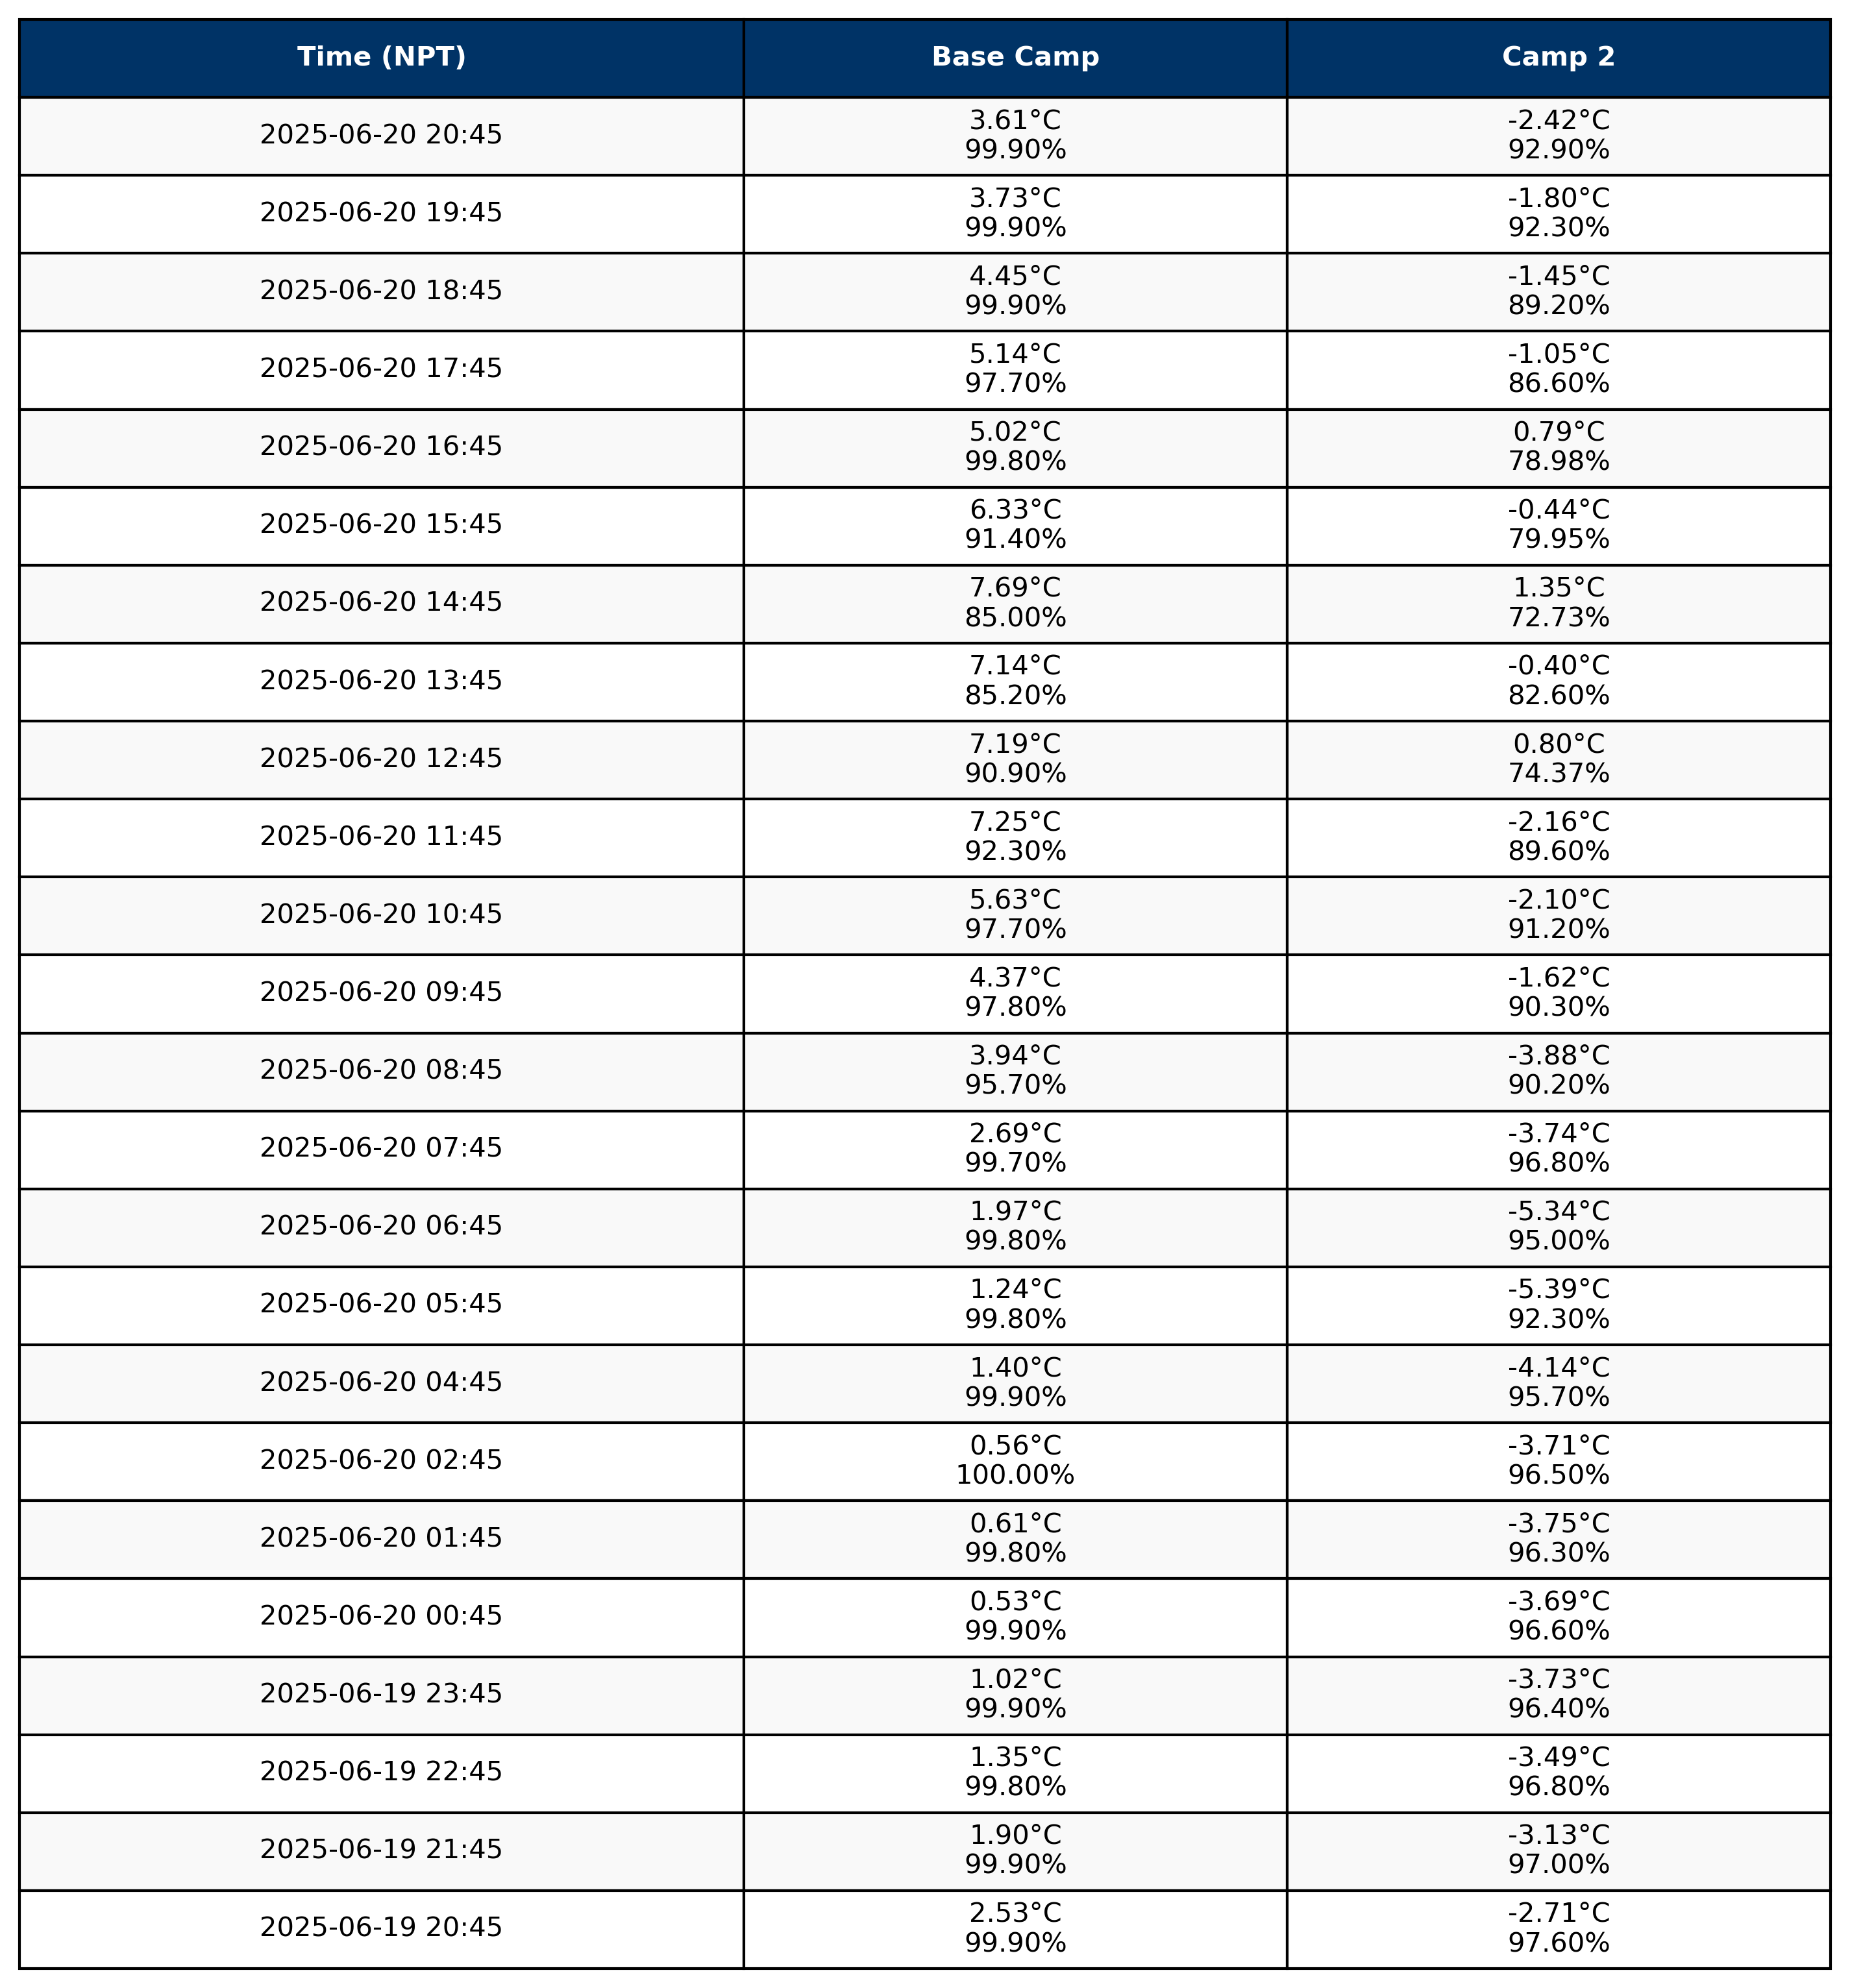 Time (NPT) Base Camp Camp 2
2025-06-20 20:45 3.61°C -2.42°C
99.90% 92.90%
2025-06-20 19:45 3.73°C -1.80°C
99.90% 92.30%
2025-06-20 18:45 4.45°C -1.45°C
99.90% 89.20%
2025-06-20 17:45 5.14°C -1.05°C
97.70% 86.60%
2025-06-20 16:45 5.02°C 0.79°C
99.80% 78.98%
2025-06-20 15:45 6.33°C -0.44°C
91.40% 79.95%
2025-06-20 14:45 7.69°C 1.35°C
85.00% 72.73%
2025-06-20 13:45 7.14°C -0.40°C
85.20% 82.60%
2025-06-20 12:45 7.19°C 0.80°C
90.90% 74.37%
2025-06-20 11:45 7.25°C -2.16°C
92.30% 89.60%
2025-06-20 10:45 5.63°C -2.10°C
97.70% 91.20%
2025-06-20 09:45 4.37°C -1.62°C
97.80% 90.30%
2025-06-20 08:45 3.94°C -3.88°C
95.70% 90.20%
2025-06-20 07:45 2.69°C -3.74°C
99.70% 96.80%
2025-06-20 06:45 1.97°C -5.34°C
99.80% 95.00%
2025-06-20 05:45 1.24°C -5.39°C
99.80% 92.30%
2025-06-20 04:45 1.40°C -4.14°C
99.90% 95.70%
2025-06-20 02:45 0.56°C -3.71°C
100.00% 96.50%
2025-06-20 01:45 0.61°C -3.75°C
99.80% 96.30%
2025-06-20 00:45 0.53°C -3.69°C
99.90% 96.60%
2025-06-19 23:45 1.02°C -3.73°C
99.90% 96.40%
2025-06-19 22:45 1.35°C -3.49°C
99.80% 96.80%
2025-06-19 21:45 1.90°C -3.13°C
99.90% 97.00%
2025-06-19 20:45 2.53°C -2.71°C
99.90% 97.60%